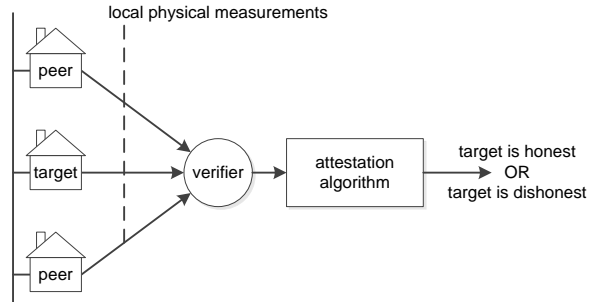 local physical measurements
peer
target
peer
verifier
attestation
algorithm
target is honest
OR
target is dishonest